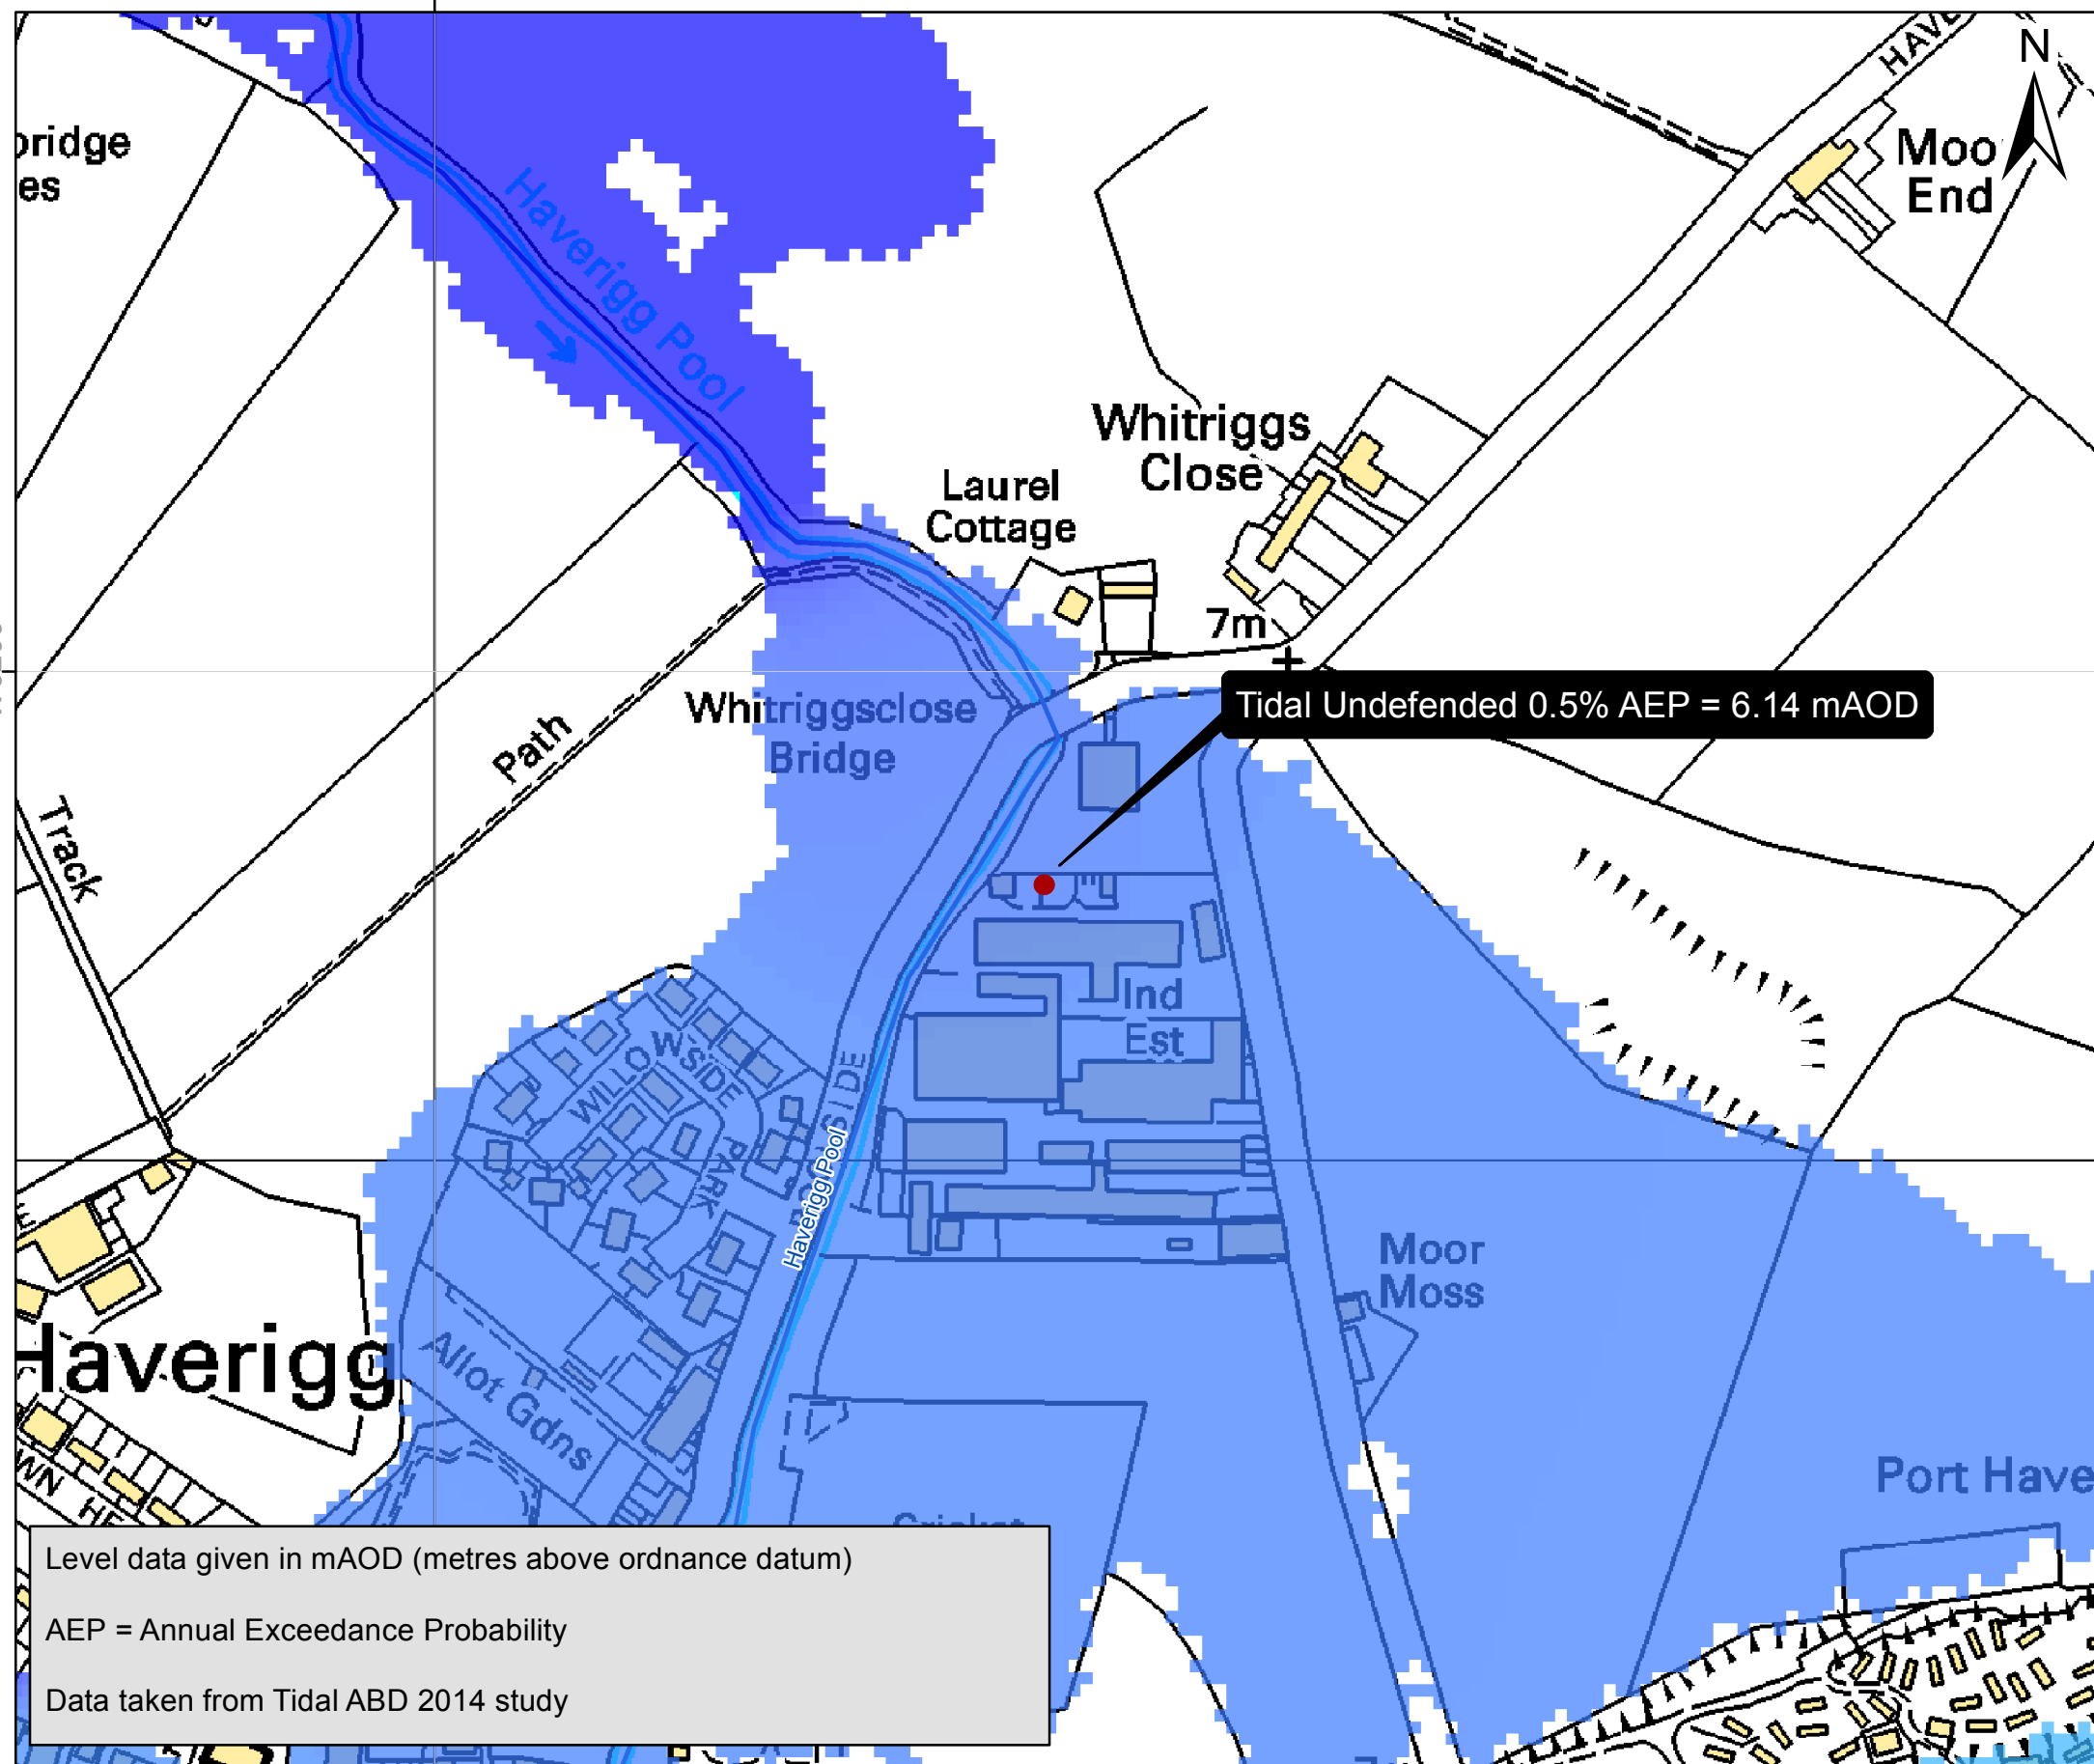 N
Moo
End
Haverigg Pool
Whitriggs
Close
Laurel
Cottage
7m
Tidal Undefended 0.5% AEP = 6.14 mAOD
Whitriggsclose
Bridge
Path
Track
Ind
Est
WILLOWSIDE
PARK
Haverigg Pool
Moor
Moss
Haverigg
Allot Gdns
Port Have
Cricket
Level data given in mAOD (metres above ordnance datum)
AEP = Annual Exceedance Probability
Data taken from Tidal ABD 2014 study